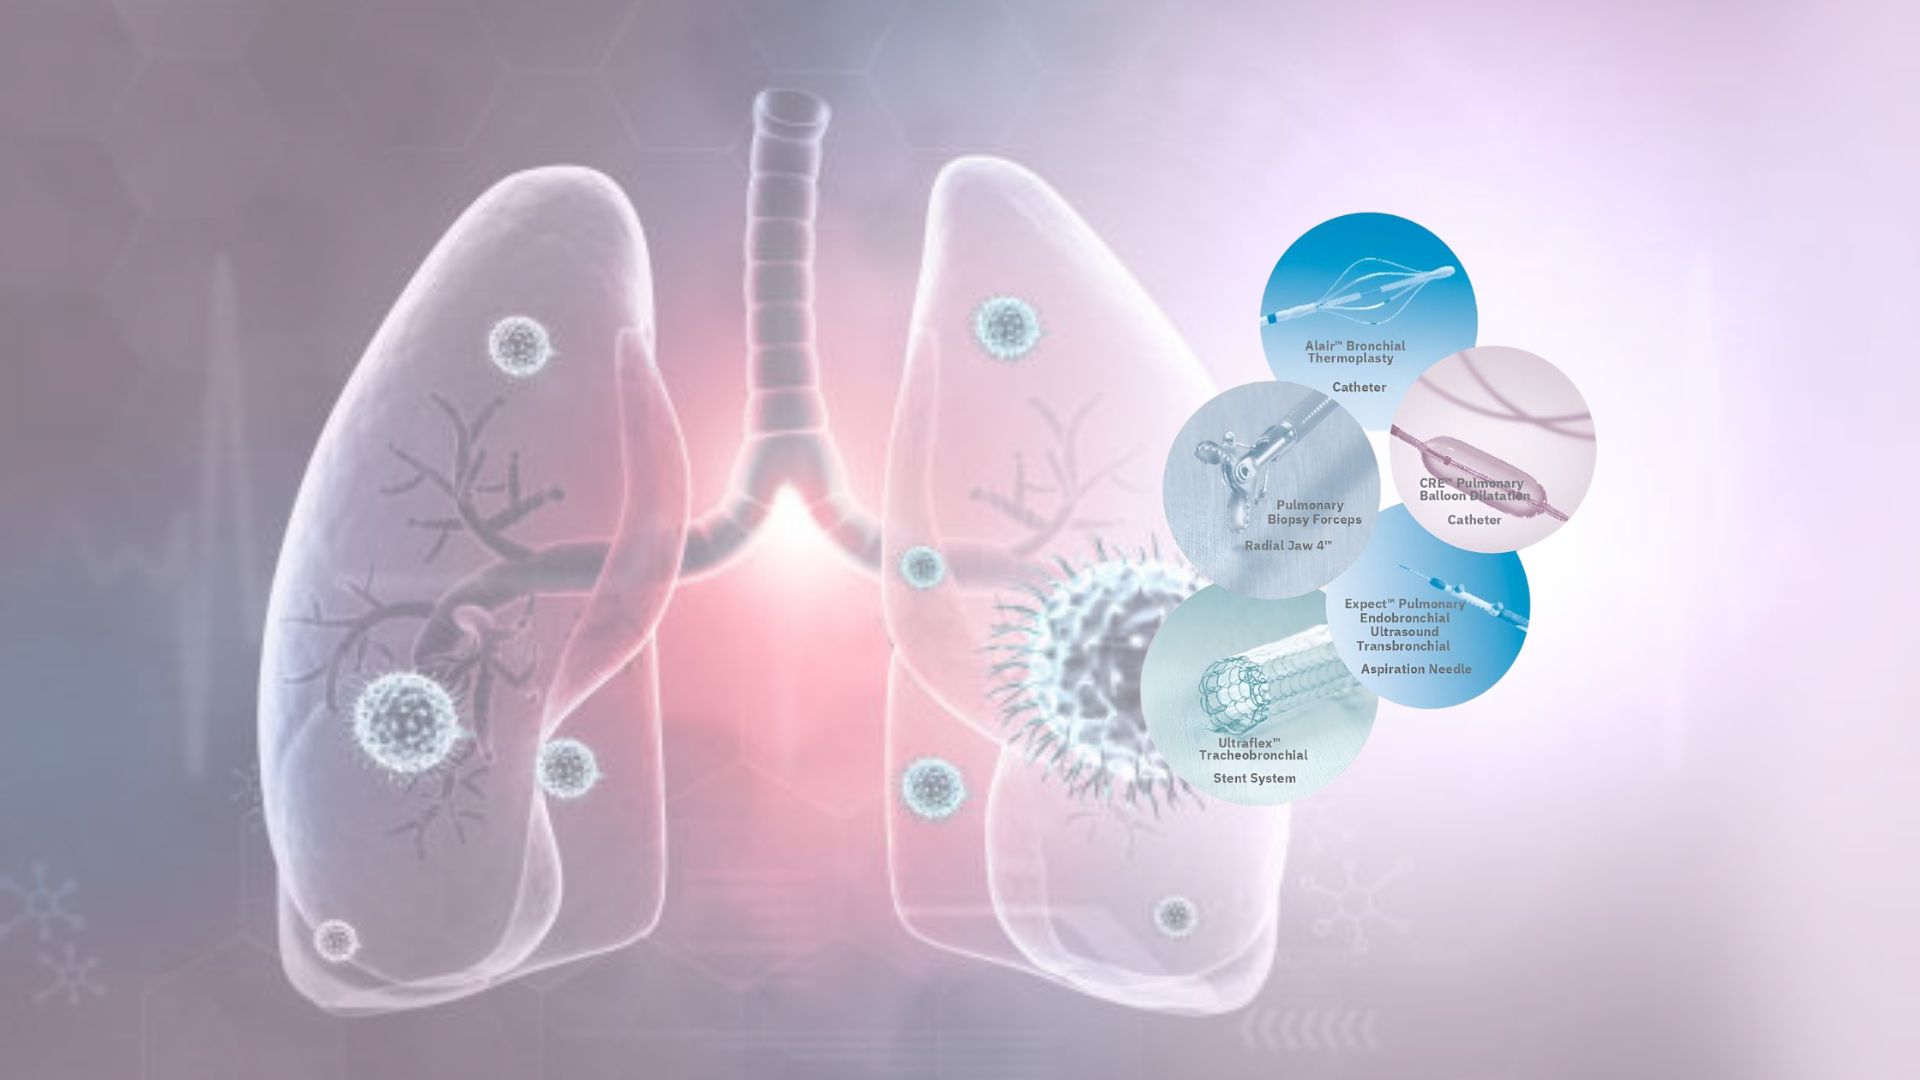 Alair™ Bronchial
Thermoplasty
Catheter
CRE™ Pulmonary
Balloon Dilatation
Catheter
Pulmonary
Biopsy Forceps
Radial Jaw 4™
Expect™ Pulmonary
Endobronchial
Ultrasound
Transbronchial
Aspiration Needle
Ultraflex™
Tracheobronchial
Stent System